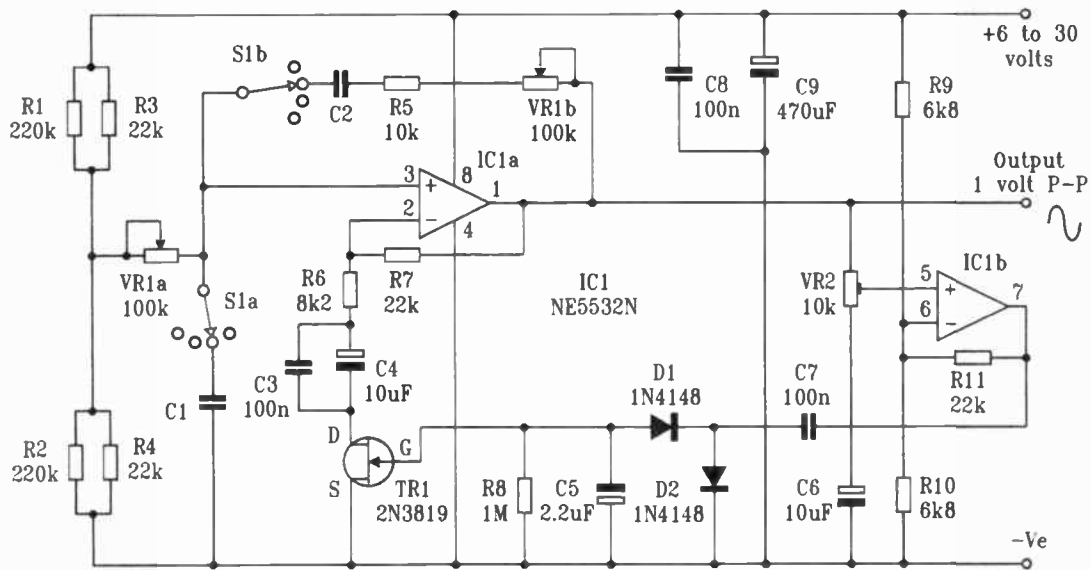 +6 to 30
volts
S1b
C2
R5
10k
VR1b
100k
C8
100n
C9
470uF
R9
6k8
R1
220k
R3
22k
IC1a
3
+
8
1
2
−
4
Output
1 volt P-P
VR1a
100k
S1a
R6
8k2
R7
22k
IC1
NE5532N
VR2
10k
IC1b
5
+
7
6
−
C3
100n
C4
10uF
D1
1N4148
C7
100n
R11
22k
C1
R2
220k
R4
22k
D
G
S
TR1
2N3819
R8
1M
C5
2.2uF
D2
1N4148
C6
10uF
R10
6k8
-Ve